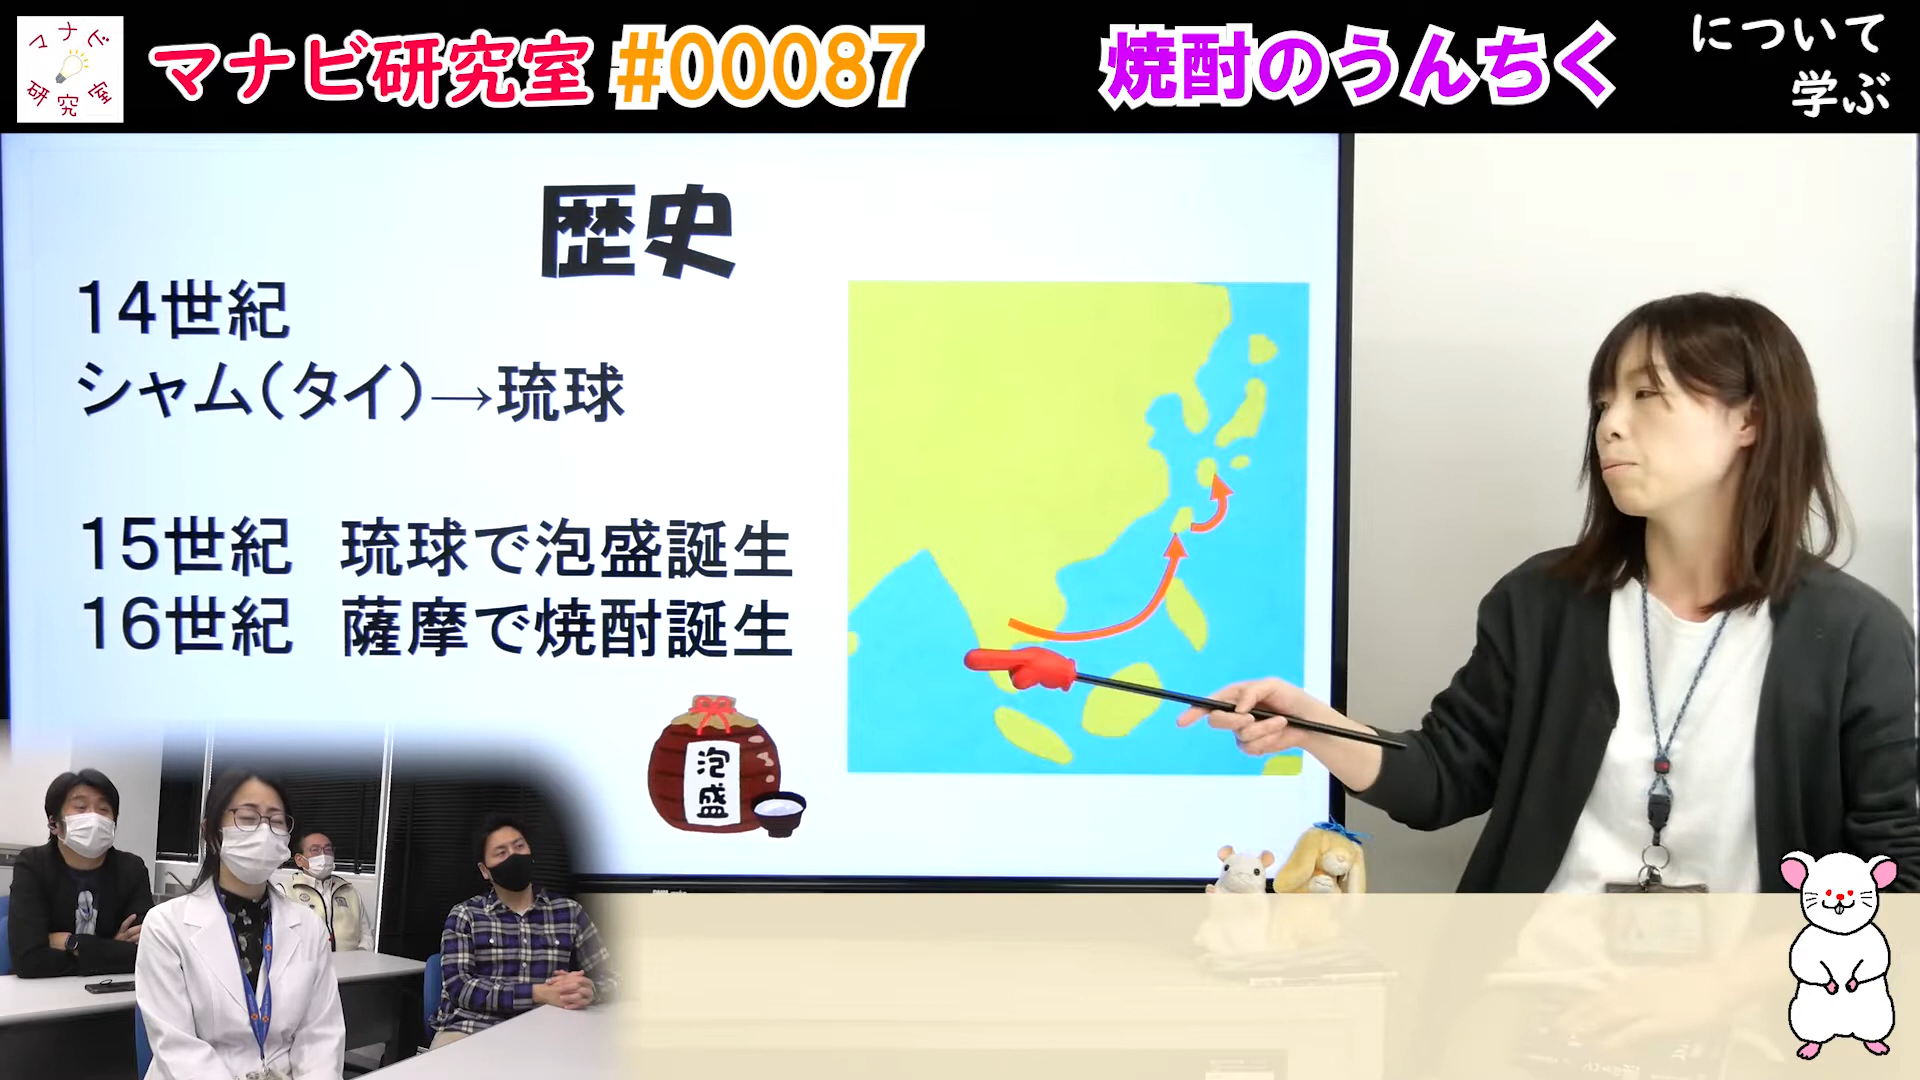 マナビ
研究室
マナビ研究室 #00087
焼酎のうんちく
について
学ぶ
歴史
14世紀
シャム(タイ)→琉球
15世紀 琉球で泡盛誕生
16世紀 薩摩で焼酎誕生
泡盛